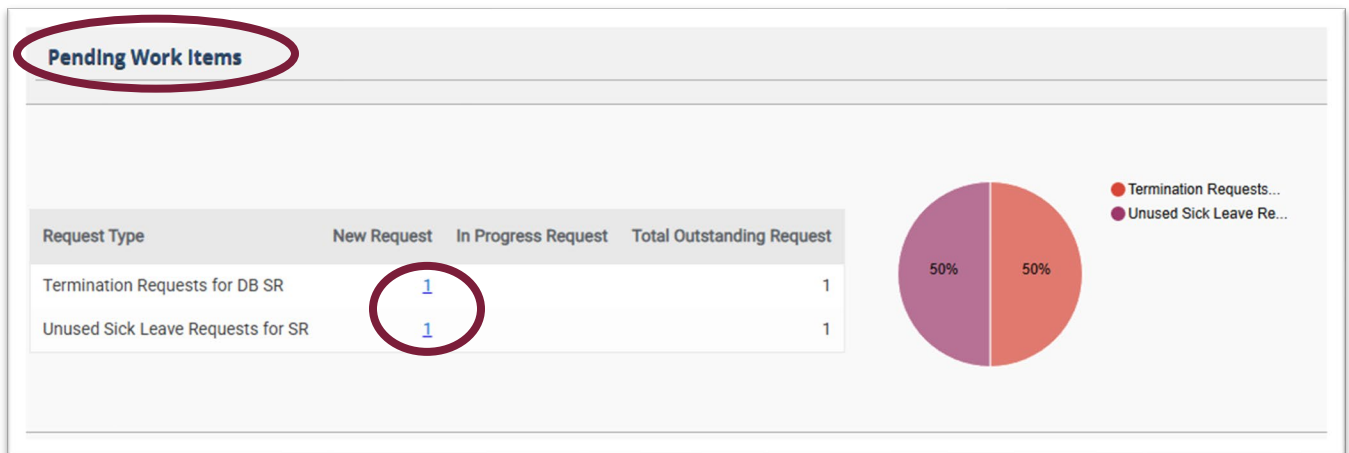 Pending Work Items
Request Type New Request In Progress Request Total Outstanding Request
Termination Requests for DB SR 1 1
Unused Sick Leave Requests for SR 1 1
50% 50%
Termination Requests...
Unused Sick Leave Re...